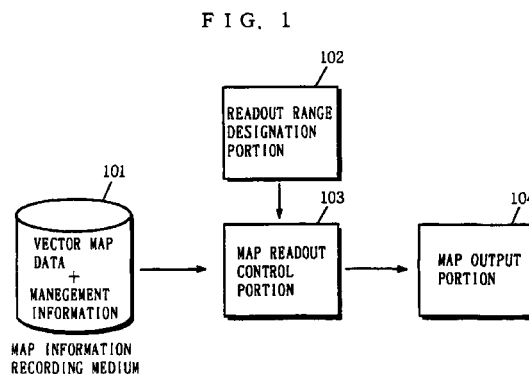 F I G. 1
102
READOUT RANGE
DESIGNATION
PORTION
101
VECTOR MAP
DATA
+
MANEGEMENT
INFORMATION
MAP INFORMATION
RECORDING MEDIUM
103
MAP READOUT
CONTROL
PORTION
104
MAP OUTPUT
PORTION